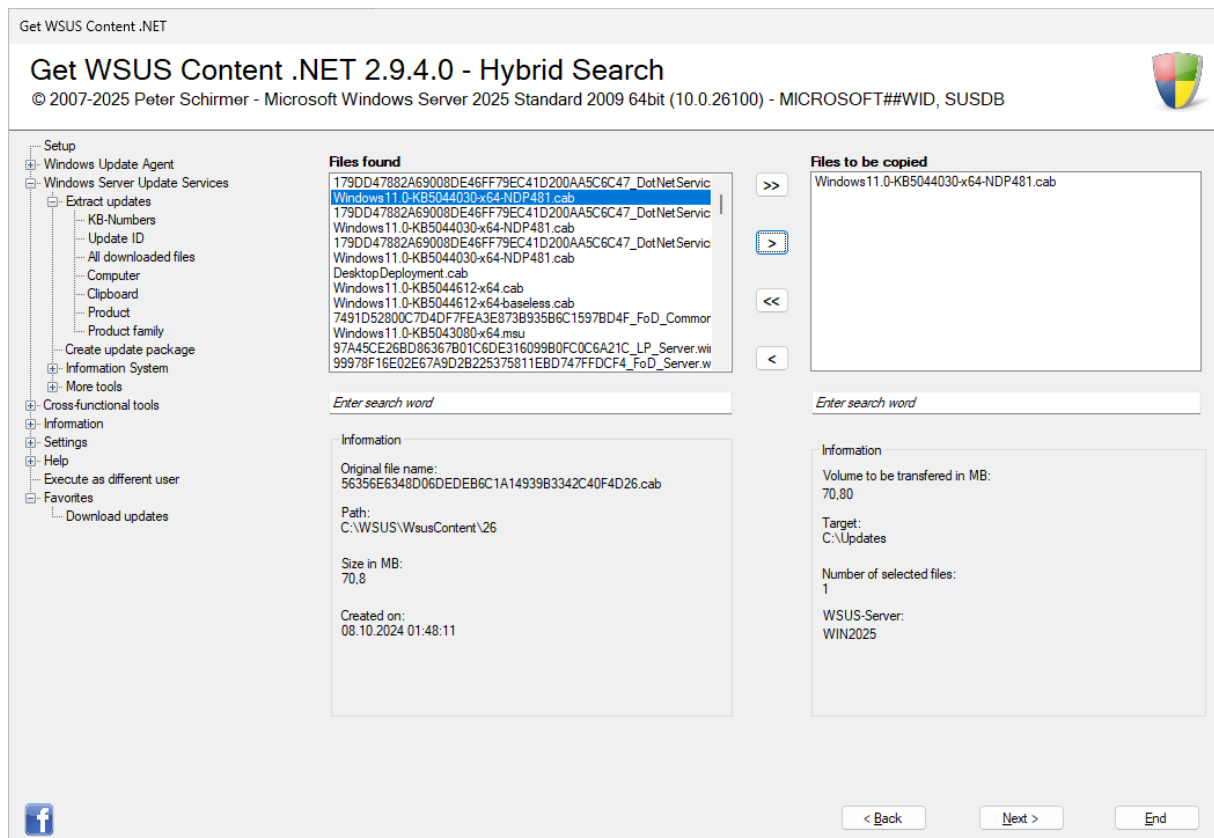 Get WSUS Content .NET
Get WSUS Content .NET 2.9.4.0 - Hybrid Search
© 2007-2025 Peter Schirmer - Microsoft Windows Server 2025 Standard 2009 64bit (10.0.26100) - MICROSOFT##WID, SUSDB
Setup
Windows Update Agent
Windows Server Update Services
Extract updates
KB-Numbers
Update ID
All downloaded files
Computer
Clipboard
Product
Product family
Create update package
Information System
More tools
Cross-functional tools
Information
Settings
Help
Execute as different user
Favorites
Download updates
Files found
179DD47882A69008DE46FF79EC41D200AA5C6C47_DotNetServic
Windows11.0-KB5044030-x64-NDP481.cab
179DD47882A69008DE46FF79EC41D200AA5C6C47_DotNetServic
Windows11.0-KB5044030-x64-NDP481.cab
179DD47882A69008DE46FF79EC41D200AA5C6C47_DotNetServic
Windows11.0-KB5044030-x64-NDP481.cab
DesktopDeployment.cab
Windows11.0-KB5044612-x64.cab
Windows11.0-KB5044612-x64-baseless.cab
7491D52800C7D4DF7FEA3E873B935B6C1597BD4F_FoD_Common
Windows11.0-KB5043080-x64.msu
97A45CE26BD86367B01C6DE316099B0FC0C6A21C_LP_Server.wi
99978F16E02E67A9D2B225375811EBD747FFDCF4_FoD_Server.w
Enter search word
Information
Original file name:
56356E6348D06DEDEB6C1A14939B3342C40F4D26.cab
Path:
C:\WSUS\WsusContent\26
Size in MB:
70,8
Created on:
08.10.2024 01:48:11
>>
>
<<
<
Files to be copied
Windows11.0-KB5044030-x64-NDP481.cab
Enter search word
Information
Volume to be transfered in MB:
70,80
Target:
C:\Updates
Number of selected files:
1
WSUS-Server:
WIN2025
f
< Back
Next >
End